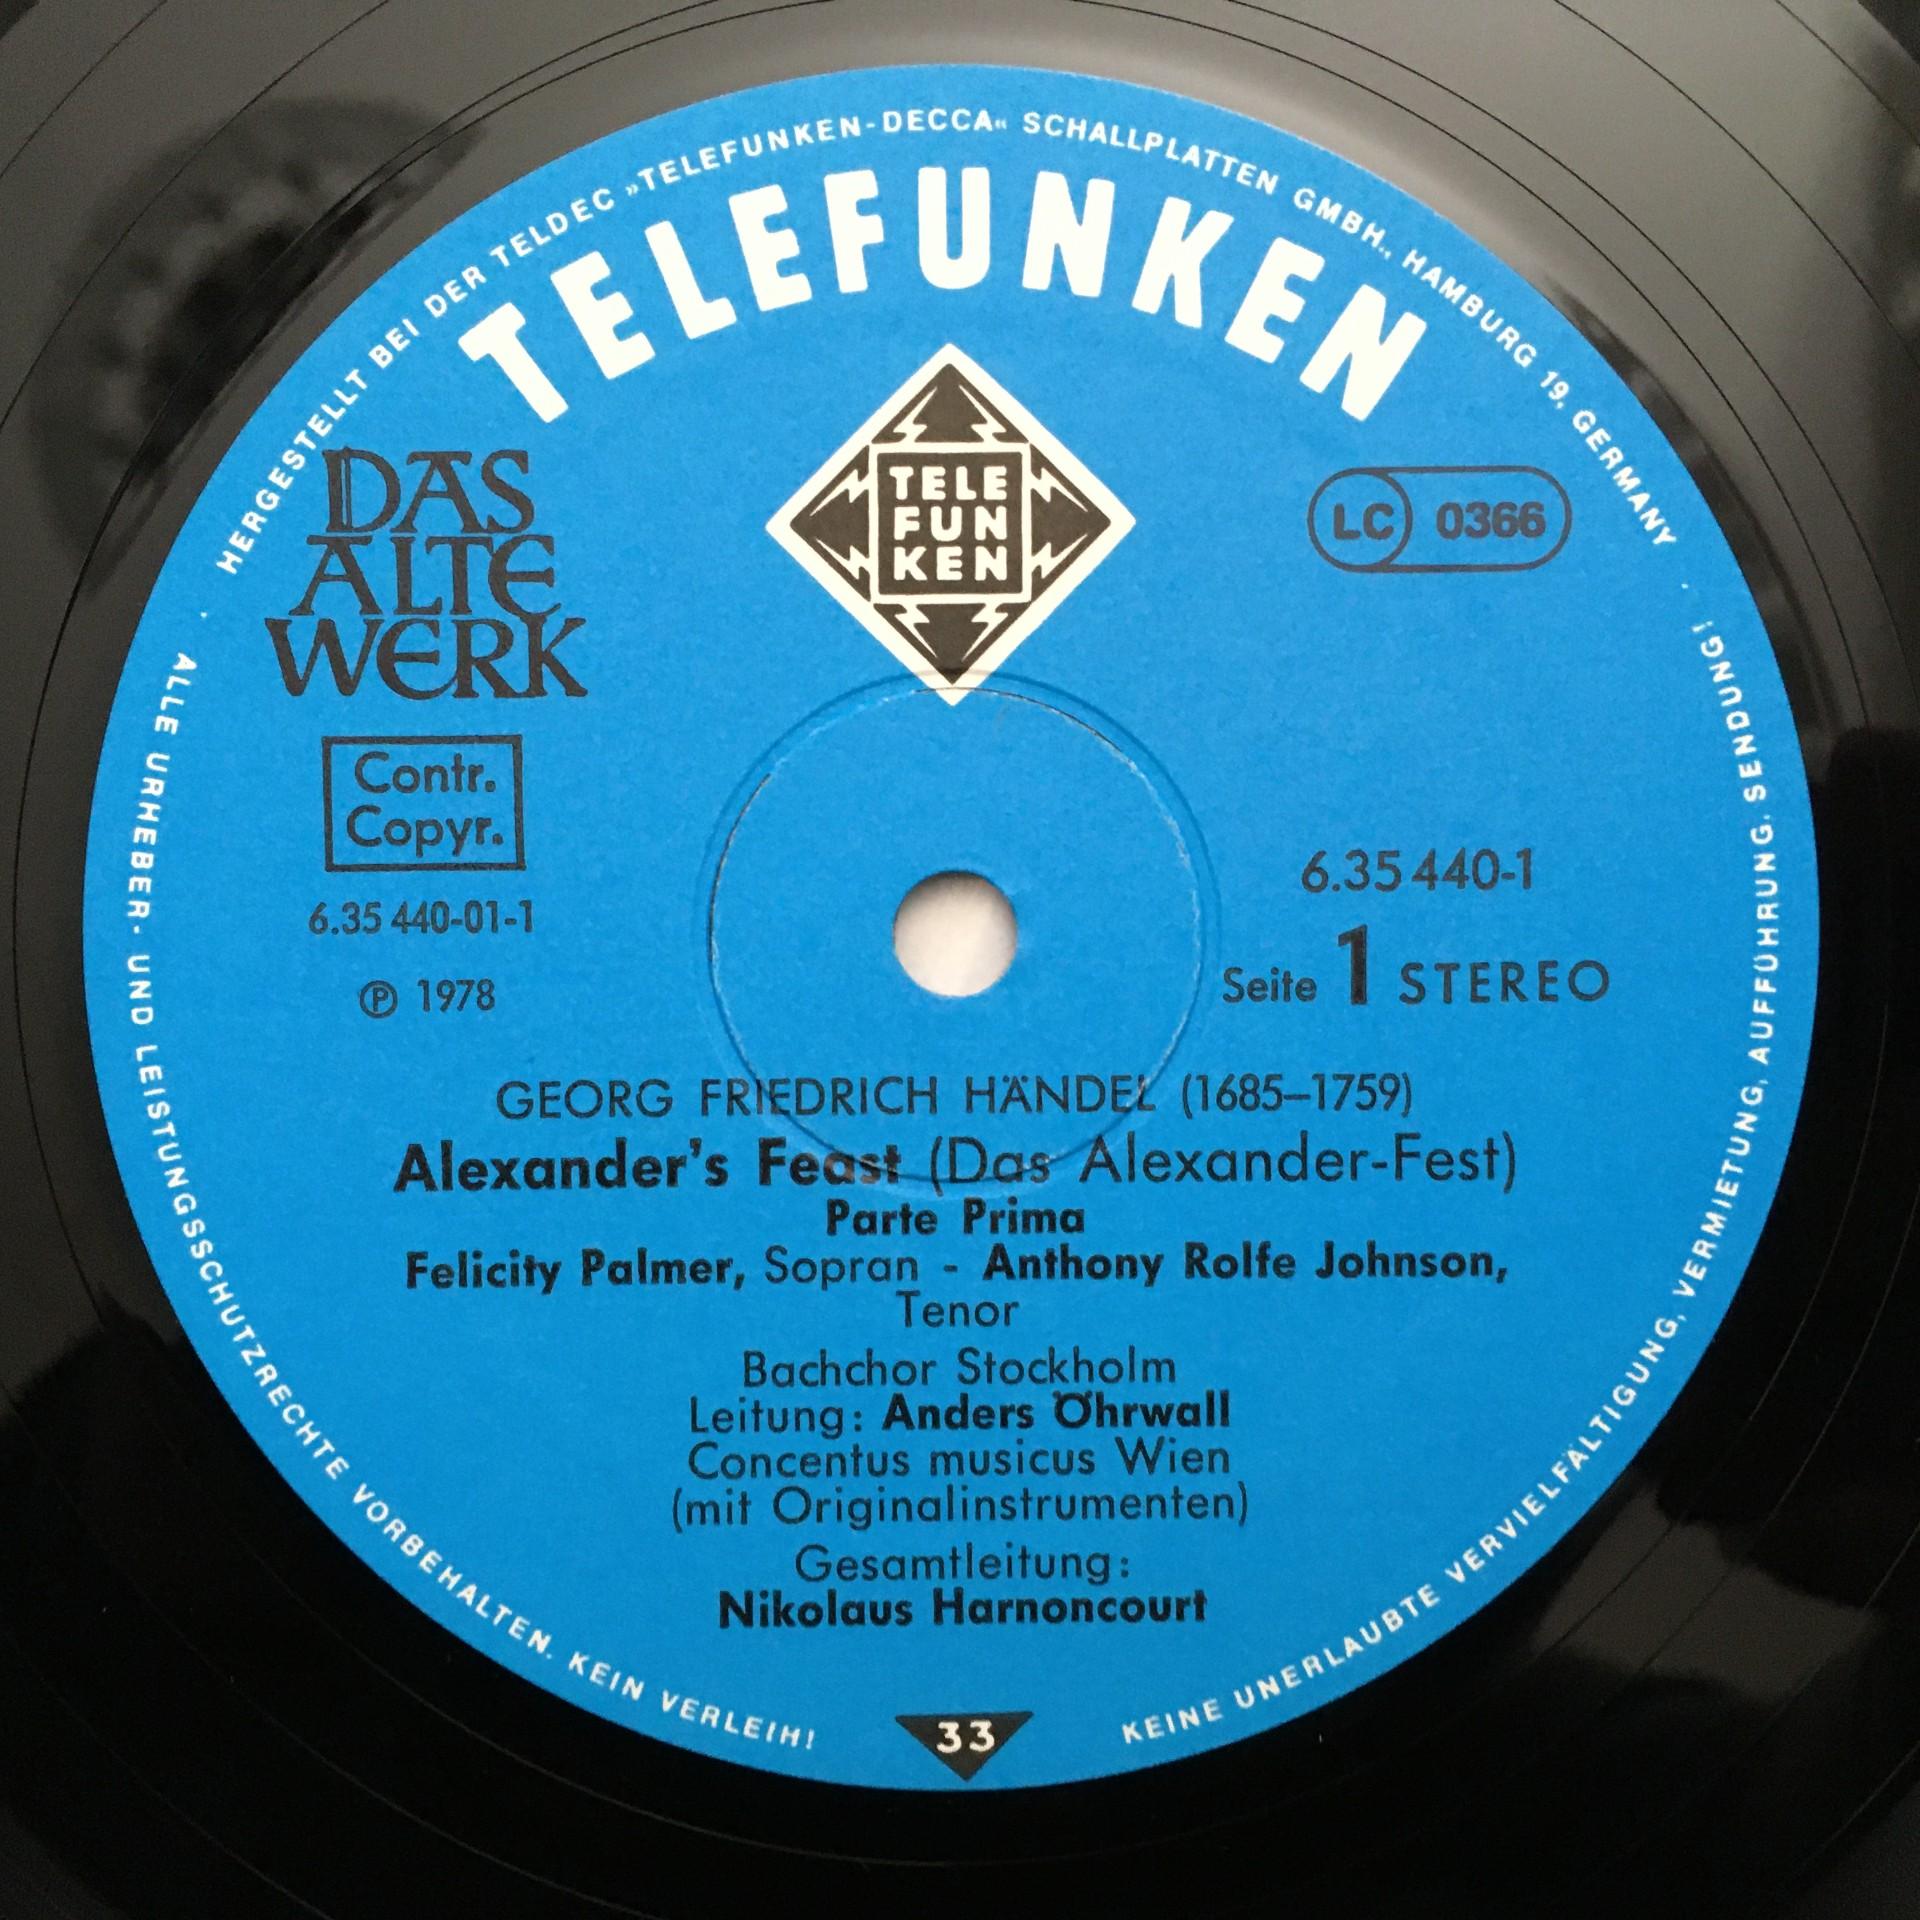 HERGESTELLT BEI DER TELDEC »TELEFUNKEN-DECCA« SCHALLPLATTEN GMBH., HAMBURG 19, GERMANY
TELEFUNKEN
TELE
FUN
KEN
DAS
ALTE
WERK
LC 0366
Contr.
Copyr.
6.35 440-01-1
℗ 1978
6.35 440-1
Seite 1 STEREO
GEORG FRIEDRICH HÄNDEL (1685–1759)
Alexander's Feast (Das Alexander-Fest)
Parte Prima
Felicity Palmer, Sopran - Anthony Rolfe Johnson,
Tenor
Bachchor Stockholm
Leitung: Anders Öhrwall
Concentus musicus Wien
(mit Originalinstrumenten)
Gesamtleitung:
Nikolaus Harnoncourt
33
ALLE URHEBER- UND LEISTUNGSSCHUTZRECHTE VORBEHALTEN. KEIN VERLEIH!
KEINE UNERLAUBTE VERVIELFÄLTIGUNG, VERMIETUNG, AUFFÜHRUNG, SENDUNG!